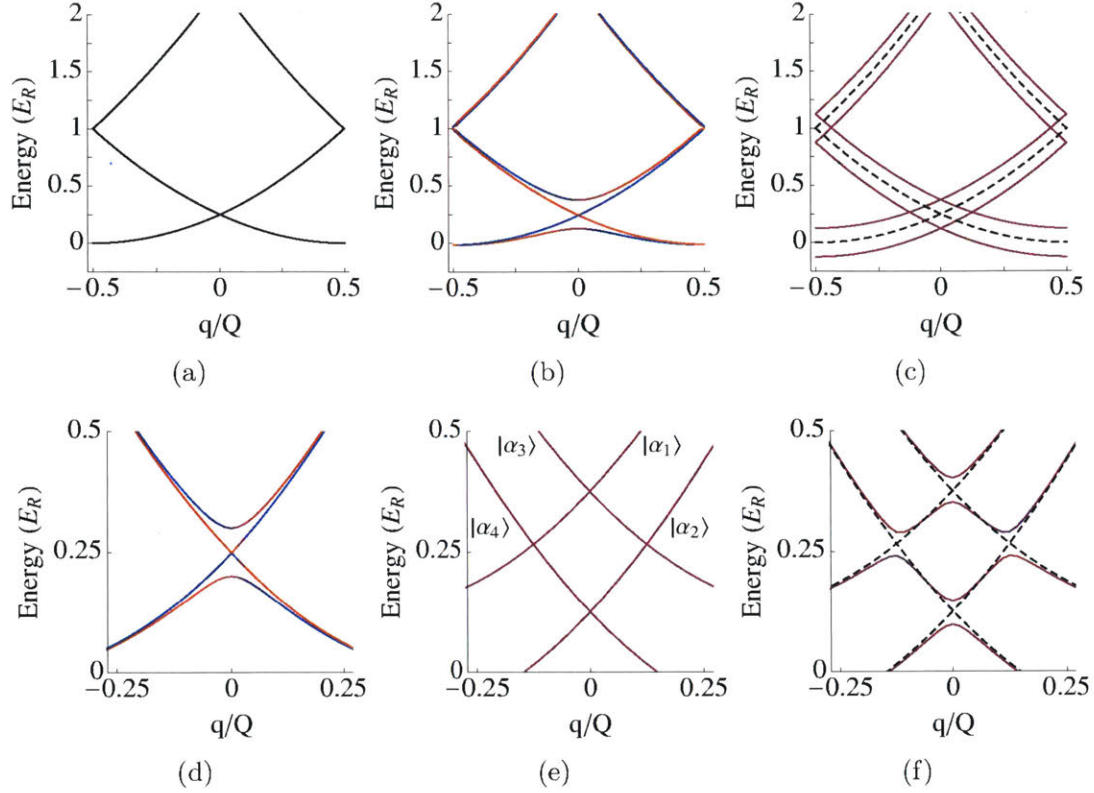 2
1.5
1
0.5
0
Energy (E_R)
−0.5 0 0.5
q/Q
(a)
2
1.5
1
0.5
0
Energy (E_R)
−0.5 0 0.5
q/Q
(b)
2
1.5
1
0.5
0
Energy (E_R)
−0.5 0 0.5
q/Q
(c)
0.5
0.25
0
Energy (E_R)
−0.25 0 0.25
q/Q
(d)
0.5
0.25
0
Energy (E_R)
|α₃⟩ |α₁⟩
|α₄⟩ |α₂⟩
−0.25 0 0.25
q/Q
(e)
0.5
0.25
0
Energy (E_R)
−0.25 0 0.25
q/Q
(f)